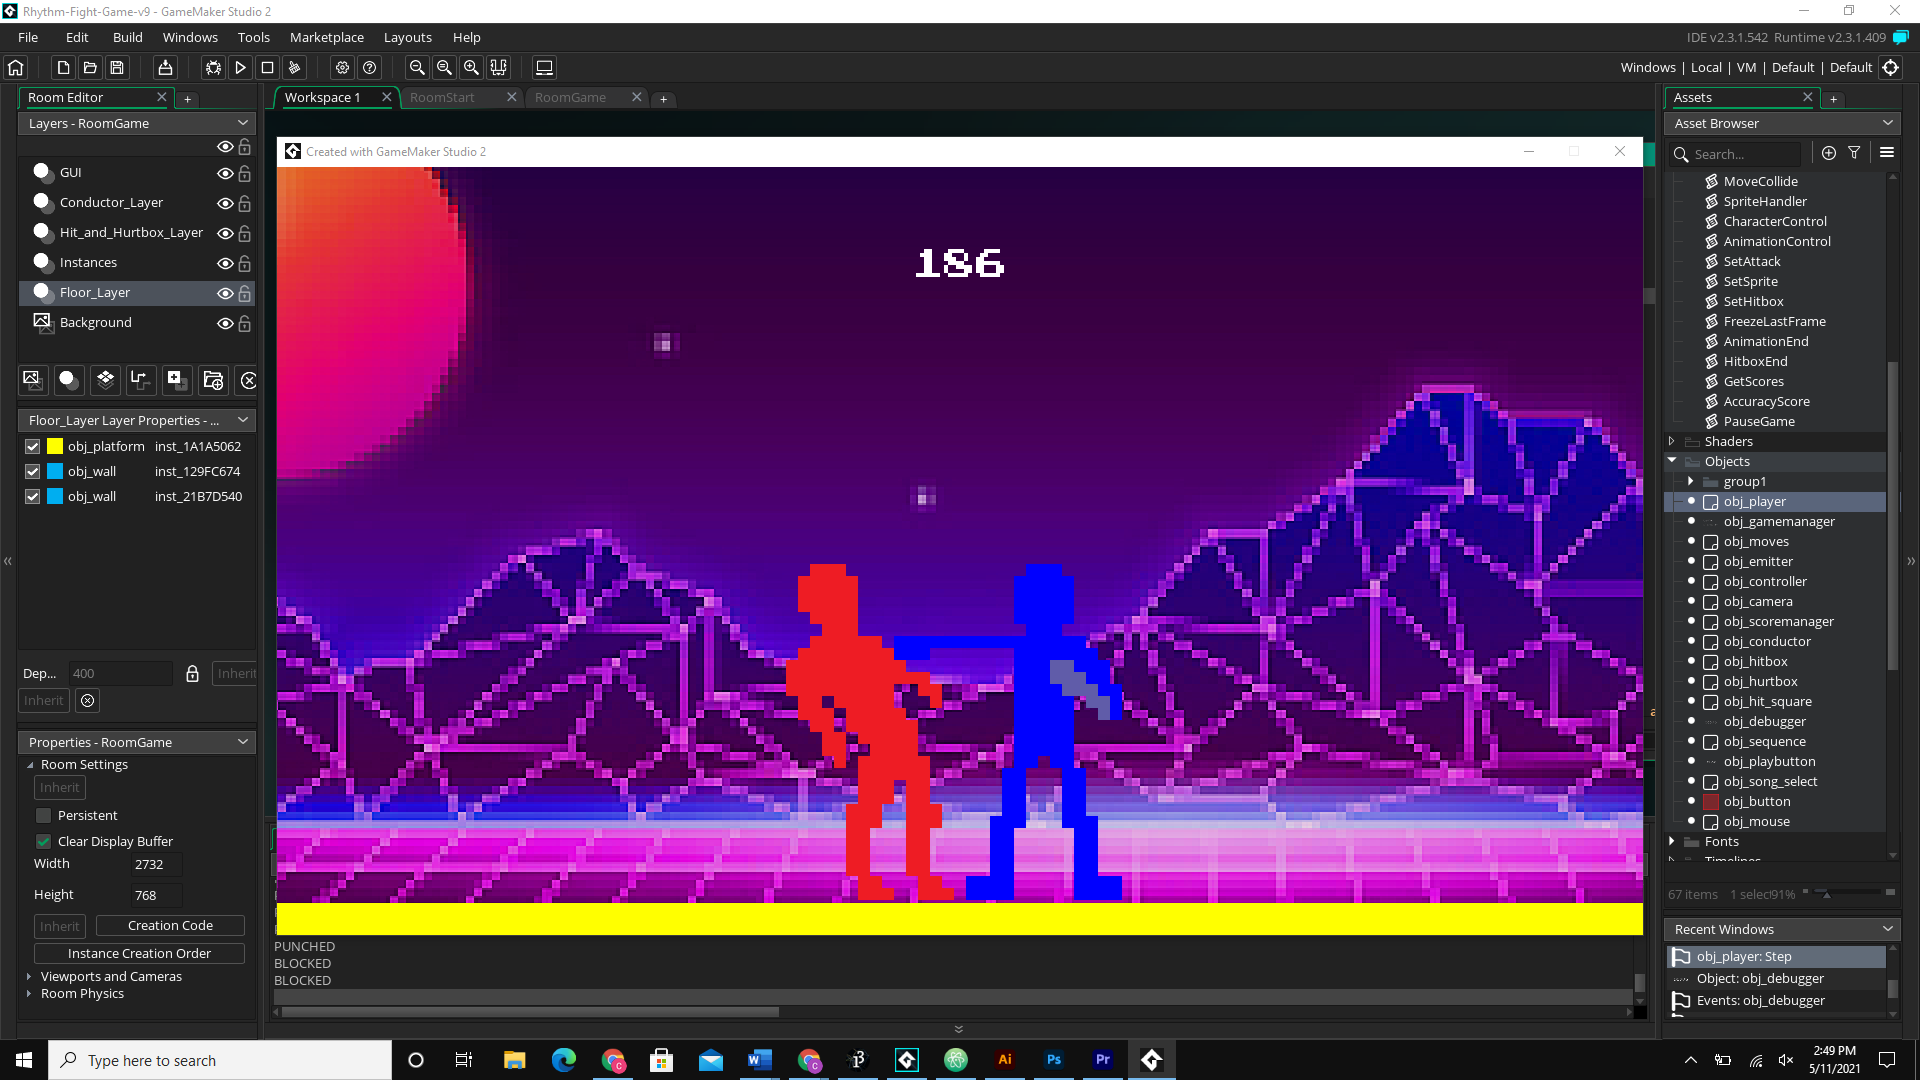 Rhythm-Fight-Game-v9 - GameMaker Studio 2
File Edit Build Windows Tools Marketplace Layouts Help
IDE v2.3.1.542 Runtime v2.3.1.409
Windows | Local | VM | Default | Default
Room Editor
Layers - RoomGame
GUI
Conductor_Layer
Hit_and_Hurtbox_Layer
Instances
Floor_Layer
Background
Floor_Layer Layer Properties - ...
obj_platform inst_1A1A5062
obj_wall inst_129FC674
obj_wall inst_21B7D540
Dep... 400 Inherit
Inherit
Properties - RoomGame
Room Settings
Inherit
Persistent
Clear Display Buffer
Width 2732
Height 768
Inherit Creation Code
Instance Creation Order
Viewports and Cameras
Room Physics
Workspace 1 RoomStart RoomGame
Created with GameMaker Studio 2
186
PUNCHED
BLOCKED
BLOCKED
Assets
Asset Browser
Search...
MoveCollide
SpriteHandler
CharacterControl
AnimationControl
SetAttack
SetSprite
SetHitbox
FreezeLastFrame
AnimationEnd
HitboxEnd
GetScores
AccuracyScore
PauseGame
Shaders
Objects
group1
obj_player
obj_gamemanager
obj_moves
obj_emitter
obj_controller
obj_camera
obj_scoremanager
obj_conductor
obj_hitbox
obj_hurtbox
obj_hit_square
obj_debugger
obj_sequence
obj_playbutton
obj_song_select
obj_button
obj_mouse
Fonts
Timelines
67 items 1 select 91%
Recent Windows
obj_player: Step
Object: obj_debugger
Events: obj_debugger
Type here to search
2:49 PM
5/11/2021